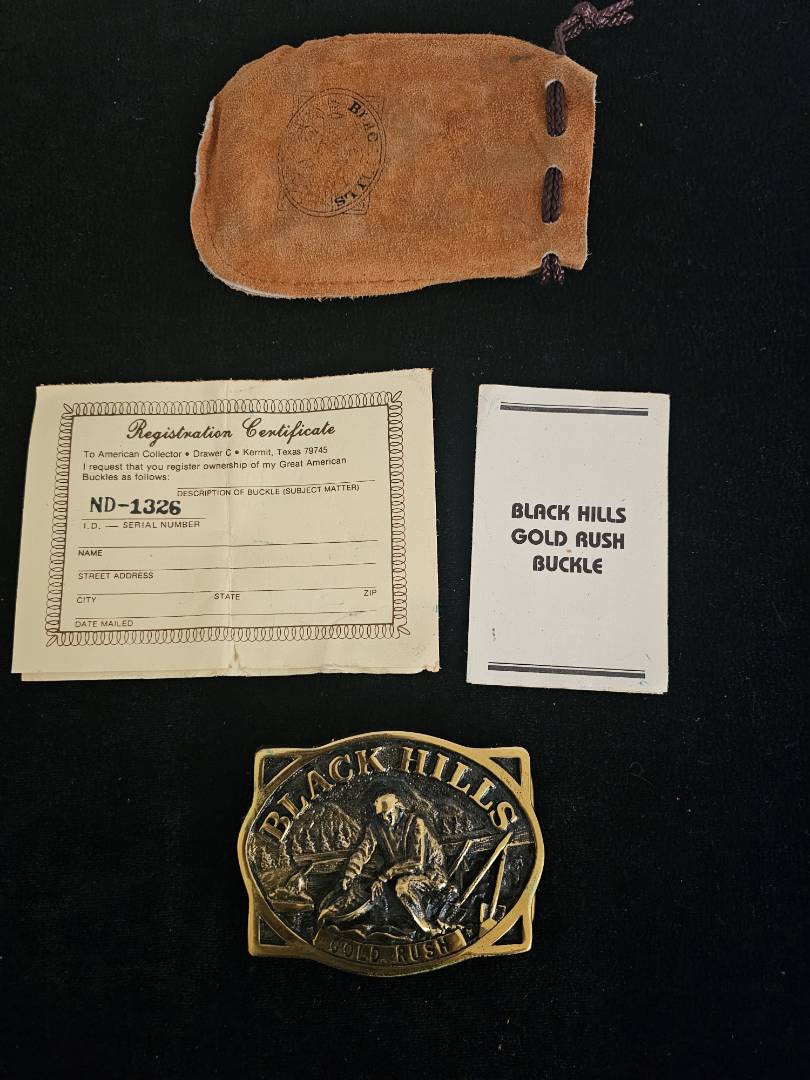 BLAC
LLS
Registration Certificate
To American Collector • Drawer C • Kermit, Texas 79745
I request that you register ownership of my Great American
Buckles as follows:
DESCRIPTION OF BUCKLE (SUBJECT MATTER)
ND-1326
I.D. — SERIAL NUMBER
NAME
STREET ADDRESS
CITY STATE ZIP
DATE MAILED
BLACK HILLS
GOLD RUSH
BUCKLE
BLACK HILLS
GOLD RUSH